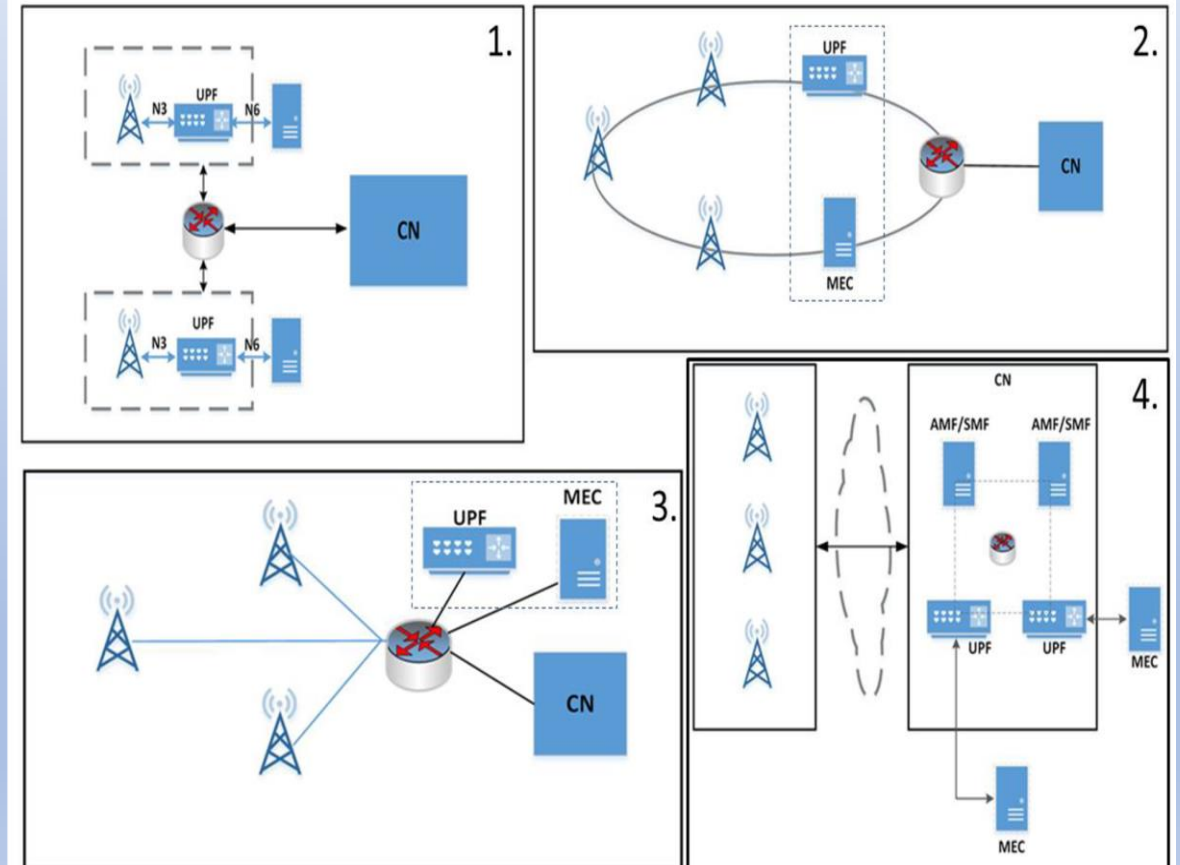 1.
UPF
N3
N6
CN
UPF
N3
N6
2.
UPF
CN
MEC
3.
MEC
UPF
CN
4.
CN
AMF/SMF AMF/SMF
UPF UPF
MEC
MEC